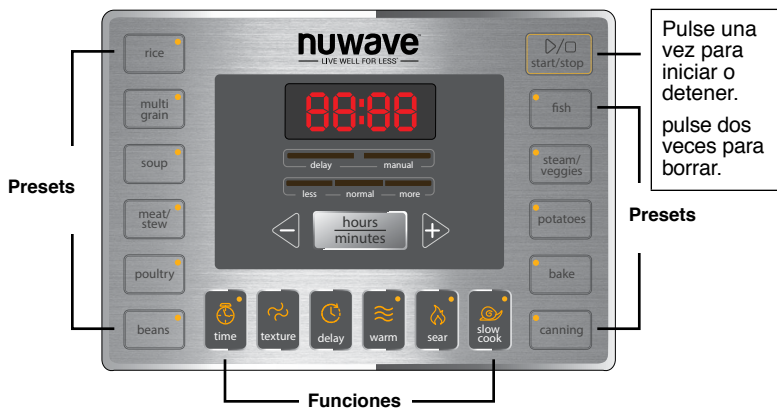 rice
multi
grain
soup
meat/
stew
poultry
beans
Presets
nuwave
LIVE WELL FOR LESS
88:88
delay
manual
less
normal
more
hours
minutes
time
texture
delay
warm
sear
slow
cook
Funciones
start/stop
fish
steam/
veggies
potatoes
bake
canning
Presets
Pulse una
vez para
iniciar o
detener.
pulse dos
veces para
borrar.